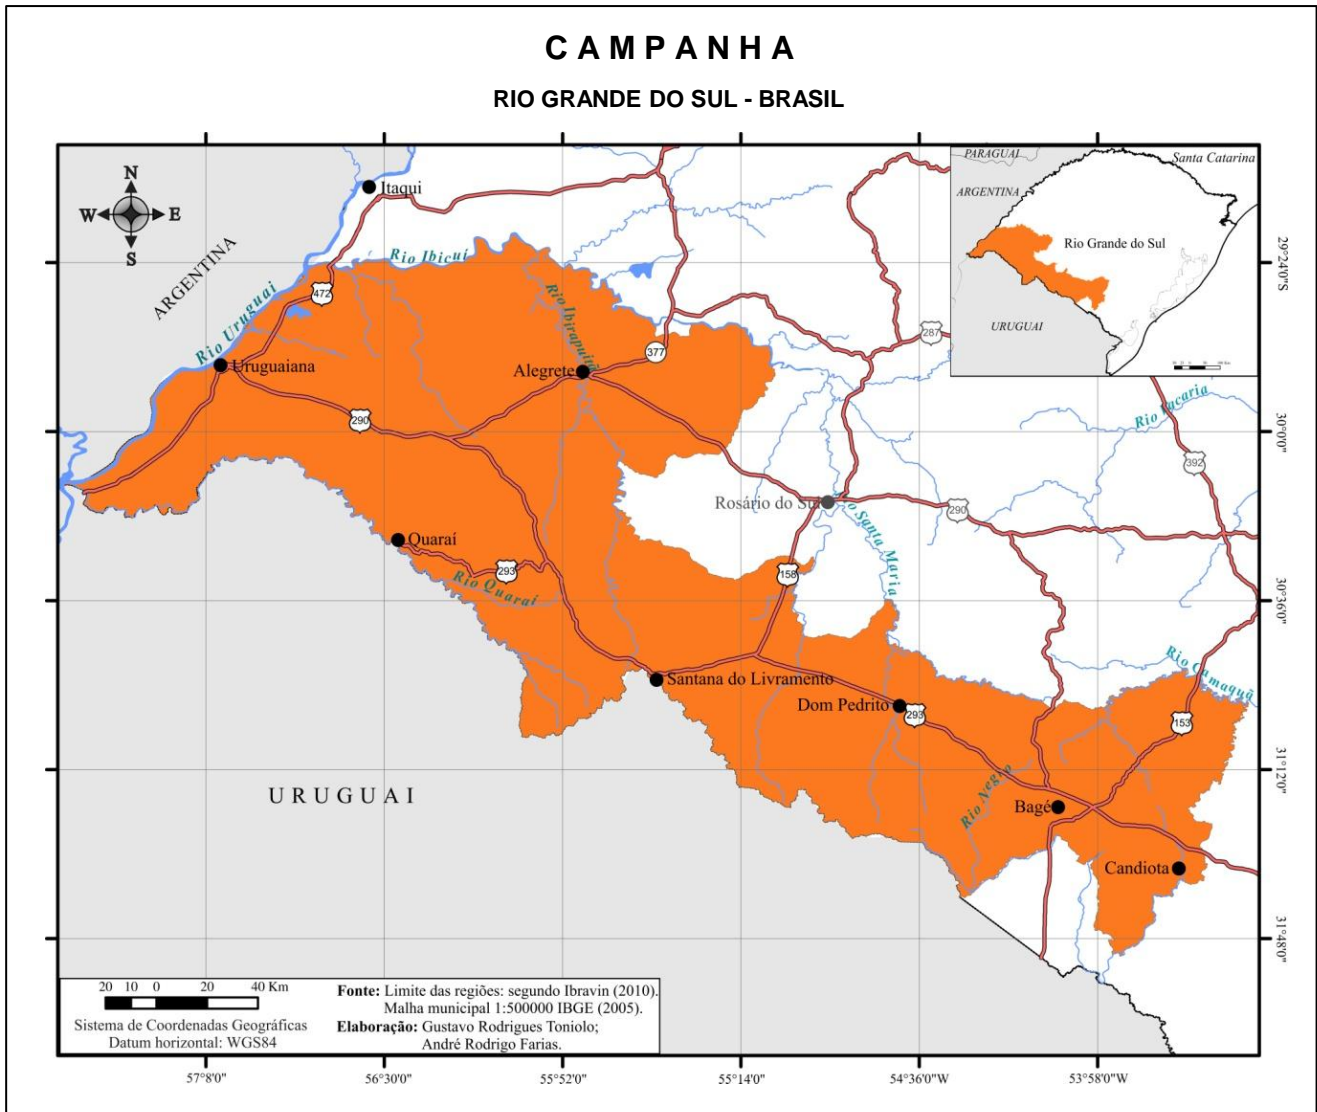 CAMPANHA
RIO GRANDE DO SUL - BRASIL
N
W E
S
Itaqui
ARGENTINA
Rio Uruguai
Rio Ibicuí
Rio Ibirapuitã
472
Uruguaiana
Alegrete
377
290
287
Rio Vacaria
392
Rosário do Sul
Rio Santa Maria
290
Quaraí
293
Rio Quaraí
158
Santana do Livramento
Dom Pedrito
293
Rio Camaquã
153
Rio Negro
Bagé
Candiota
URUGUAI
PARAGUAI
Santa Catarina
ARGENTINA
Rio Grande do Sul
URUGUAI
29°24'0"S
30°0'0"
30°36'0"
31°12'0"
31°48'0"
20 10 0 20 40 Km
Sistema de Coordenadas Geográficas
Datum horizontal: WGS84
Fonte: Limite das regiões: segundo Ibravin (2010).
Malha municipal 1:500000 IBGE (2005).
Elaboração: Gustavo Rodrigues Toniolo;
André Rodrigo Farias.
57°8'0" 56°30'0" 55°52'0" 55°14'0" 54°36'0" 53°58'0"W